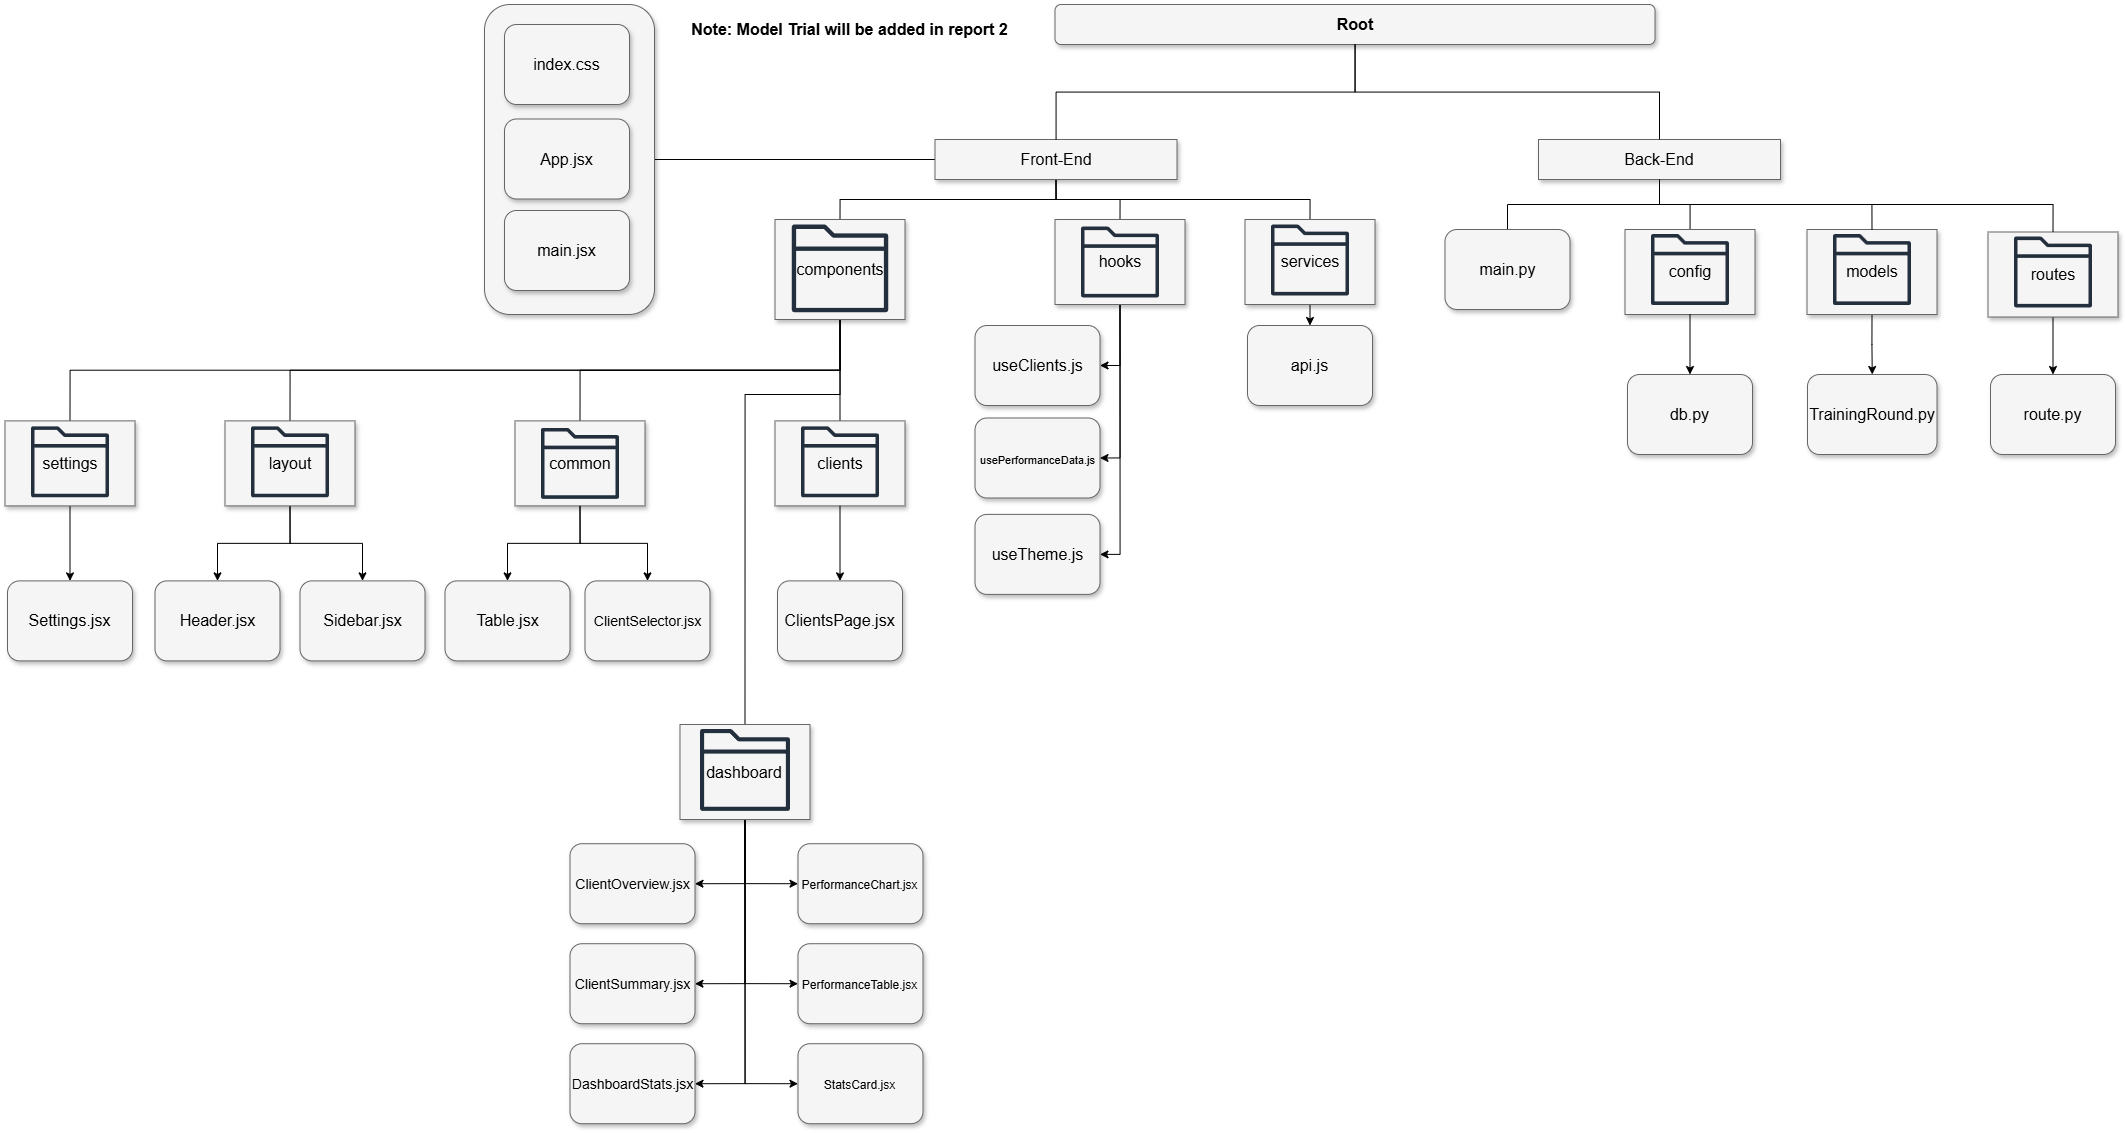 Note: Model Trial will be added in report 2
Root
index.css
App.jsx
main.jsx
Front-End
Back-End
components
hooks
services
main.py
config
models
routes
useClients.js
usePerformanceData.js
useTheme.js
api.js
db.py
TrainingRound.py
route.py
settings
layout
common
clients
Settings.jsx
Header.jsx
Sidebar.jsx
Table.jsx
ClientSelector.jsx
ClientsPage.jsx
dashboard
ClientOverview.jsx
PerformanceChart.jsx
ClientSummary.jsx
PerformanceTable.jsx
DashboardStats.jsx
StatsCard.jsx